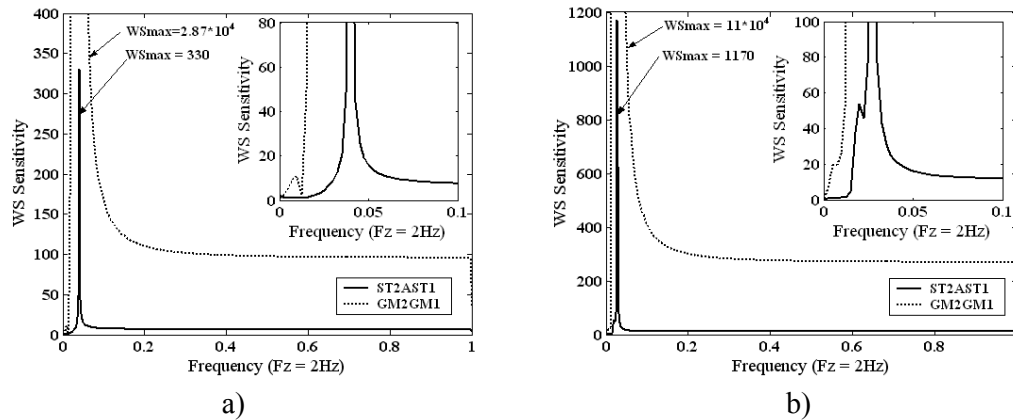 400
350
300
250
200
150
100
50
0
WS Sensitivity
WSmax=2.87*10^4
WSmax = 330
80
60
40
20
0
WS Sensitivity
0
0.05
0.1
Frequency (Fz = 2Hz)
ST2AST1
GM2GM1
0
0.2
0.4
0.6
0.8
1
Frequency (Fz = 2Hz)
a)
1200
1000
800
600
400
200
0
WS Sensitivity
WSmax = 11*10^4
WSmax = 1170
100
80
60
40
20
0
WS Sensitivity
0
0.05
0.1
Frequency (Fz = 2Hz)
ST2AST1
GM2GM1
0
0.2
0.4
0.6
0.8
Frequency (Fz = 2Hz)
b)